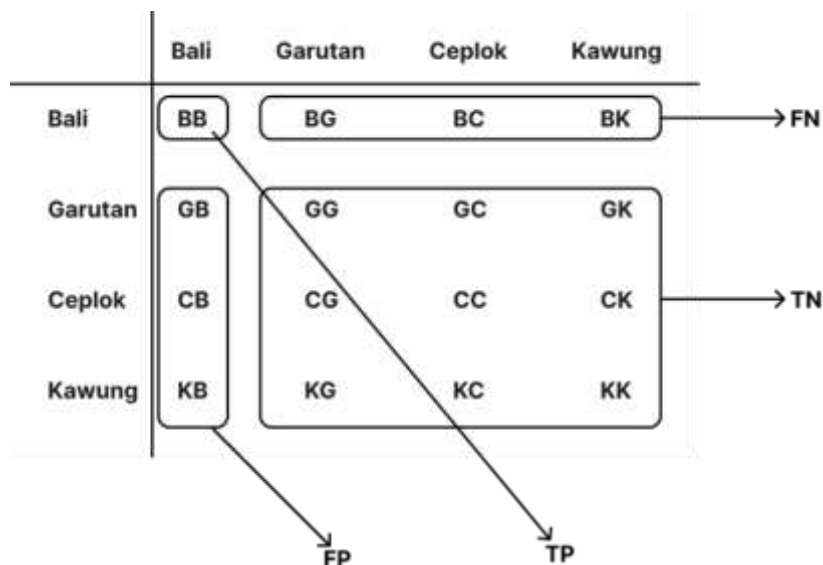 Bali Garutan Ceplok Kawung
Bali BB BG BC BK FN
Garutan GB GG GC GK
Ceplok CB CG CC CK TN
Kawung KB KG KC KK
FP TP